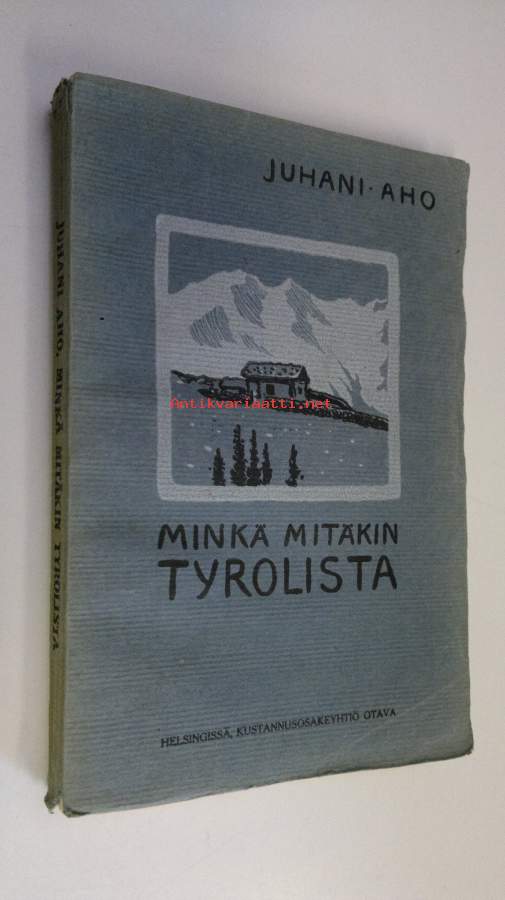 JUHANI · AHO
Antikvariaatti.net
MINKÄ MITÄKIN
TYROLISTA
HELSINGISSÄ, KUSTANNUSOSAKEYHTIÖ OTAVA
JUHANI AHO, MINKÄ MITÄKIN TYROLISTA